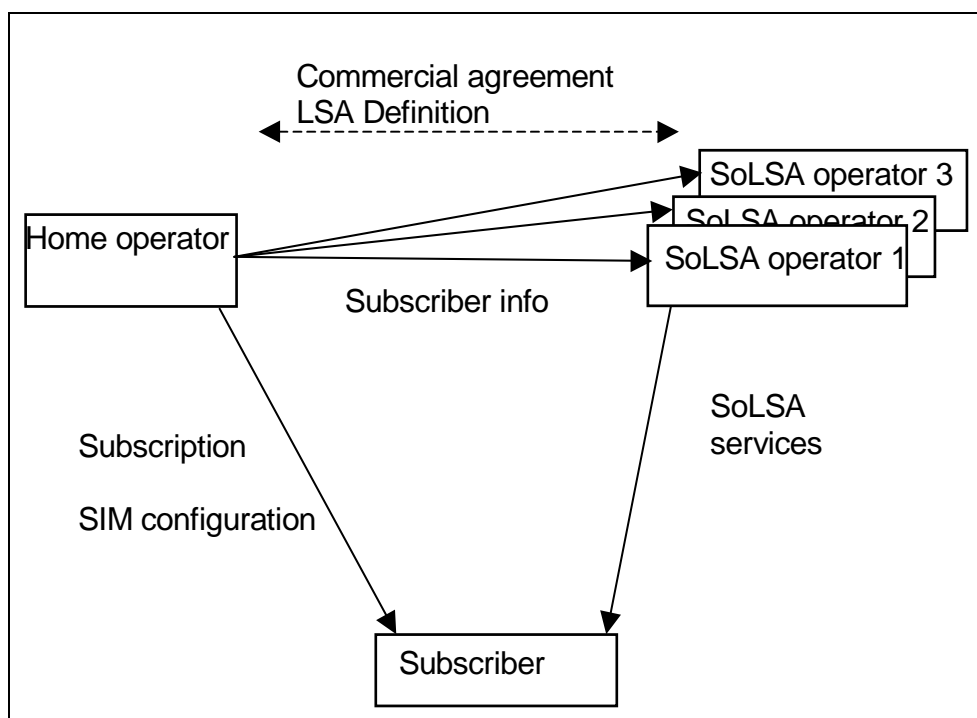 Commercial agreement
LSA Definition
SoLSA operator 3
SoLSA operator 2
SoLSA operator 1
Home operator
Subscriber info
SoLSA
services
Subscription
SIM configuration
Subscriber